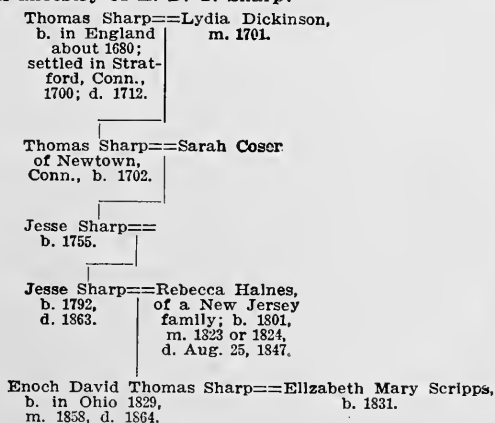 Thomas Sharp==Lydia Dickinson,
b. in England m. 1701.
about 1680;
settled in Strat-
ford, Conn.,
1700; d. 1712.
Thomas Sharp==Sarah Coser
of Newtown,
Conn., b. 1702.
Jesse Sharp==
b. 1755.
Jesse Sharp==Rebecca Haines,
b. 1792, of a New Jersey
d. 1863. family; b. 1801,
m. 1823 or 1824,
d. Aug. 25, 1847.
Enoch David Thomas Sharp==Elizabeth Mary Scripps,
b. in Ohio 1829, b. 1831.
m. 1858, d. 1864.